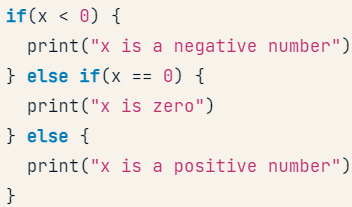 if(x < 0) {
  print("x is a negative number")
} else if(x == 0) {
  print("x is zero")
} else {
  print("x is a positive number")
}